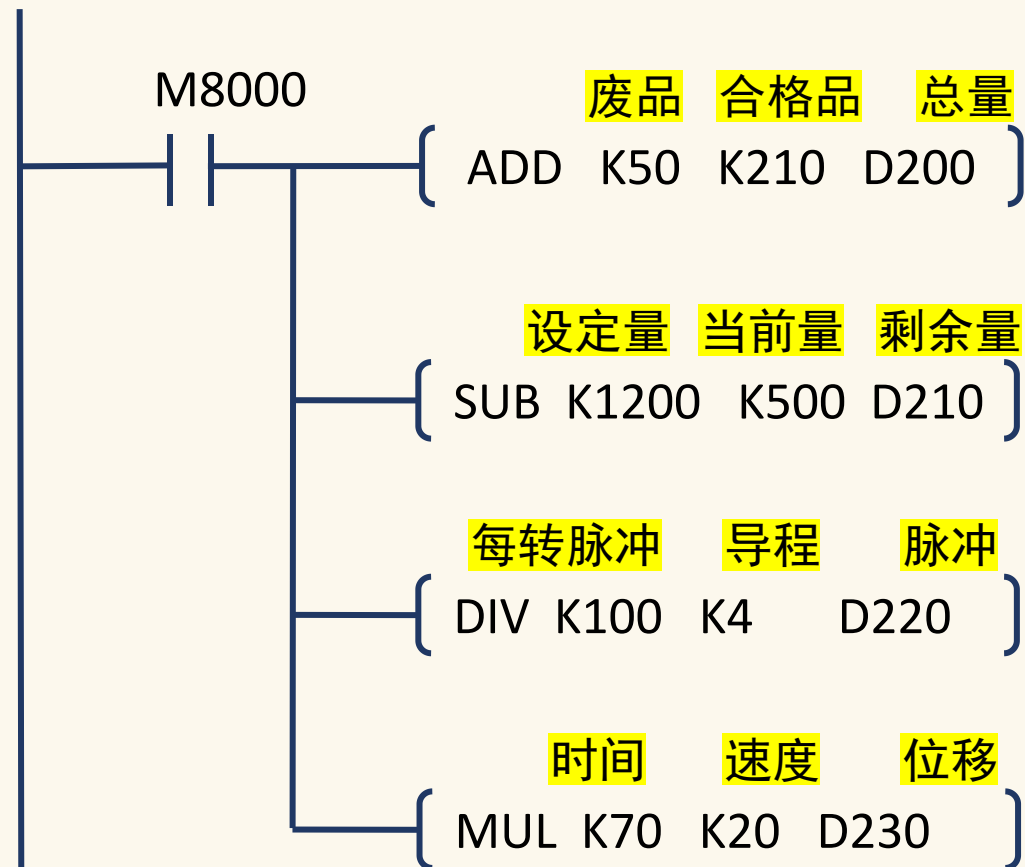 M8000
废品 合格品 总量
ADD K50 K210 D200
设定量 当前量 剩余量
SUB K1200 K500 D210
每转脉冲 导程 脉冲
DIV K100 K4 D220
时间 速度 位移
MUL K70 K20 D230